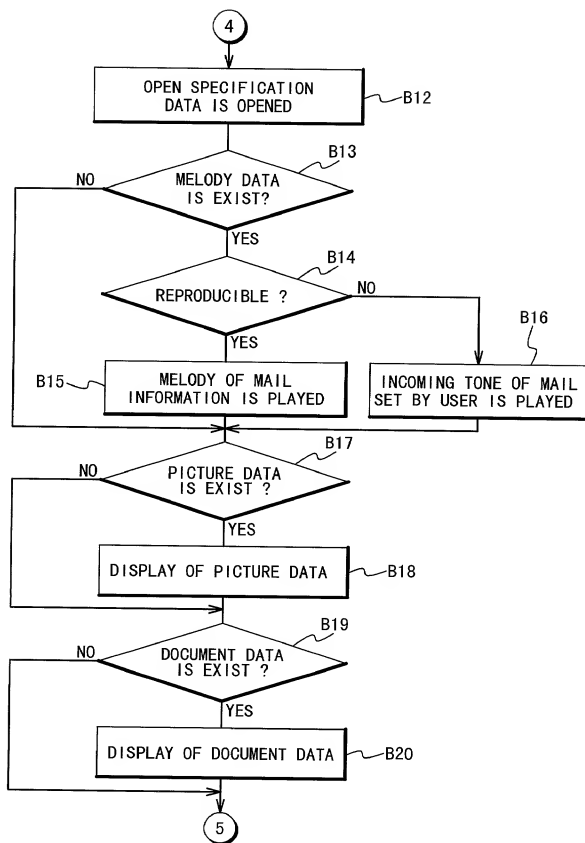 4
OPEN SPECIFICATION
DATA IS OPENED
B12
B13
MELODY DATA
IS EXIST?
NO
YES
B14
REPRODUCIBLE ?
NO
YES
B15
MELODY OF MAIL
INFORMATION IS PLAYED
B16
INCOMING TONE OF MAIL
SET BY USER IS PLAYED
B17
PICTURE DATA
IS EXIST ?
NO
YES
DISPLAY OF PICTURE DATA
B18
B19
DOCUMENT DATA
IS EXIST ?
NO
YES
DISPLAY OF DOCUMENT DATA
B20
5